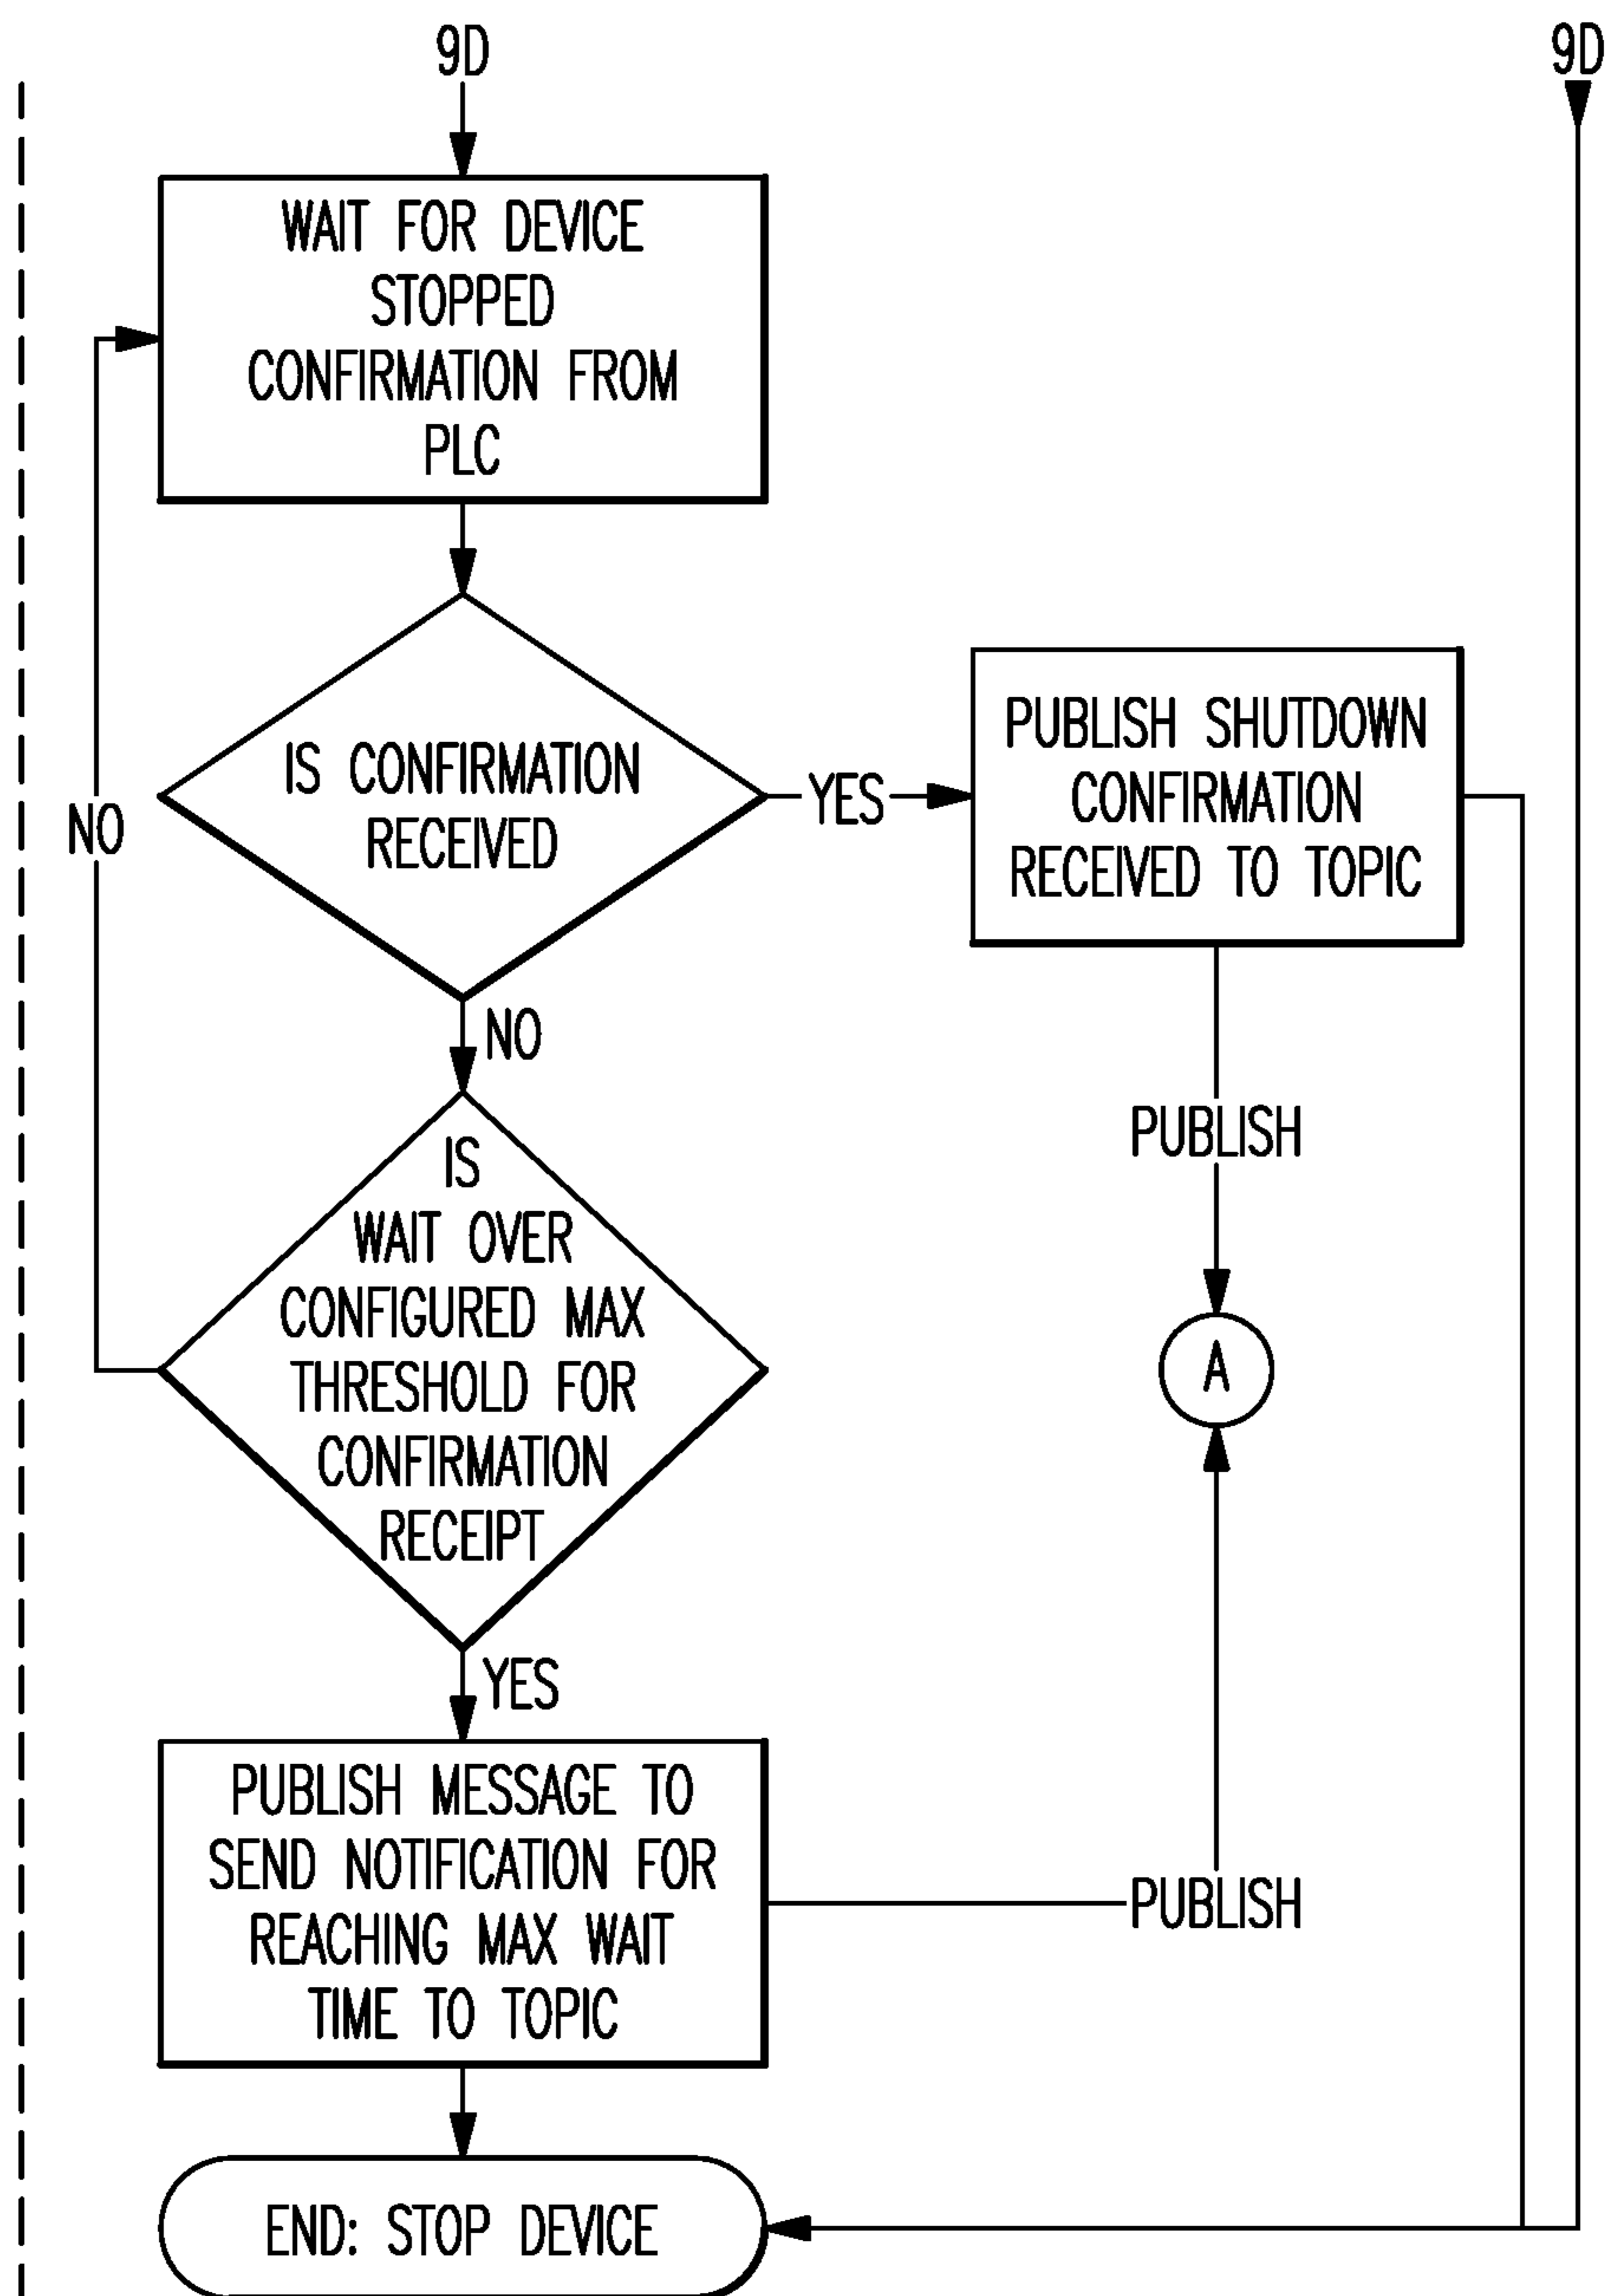 9D
9D
WAIT FOR DEVICE
STOPPED
CONFIRMATION FROM
PLC
IS CONFIRMATION
RECEIVED
YES
PUBLISH SHUTDOWN
CONFIRMATION
RECEIVED TO TOPIC
NO
NO
IS
WAIT OVER
CONFIGURED MAX
THRESHOLD FOR
CONFIRMATION
RECEIPT
PUBLISH
A
YES
PUBLISH MESSAGE TO
SEND NOTIFICATION FOR
REACHING MAX WAIT
TIME TO TOPIC
PUBLISH
END: STOP DEVICE